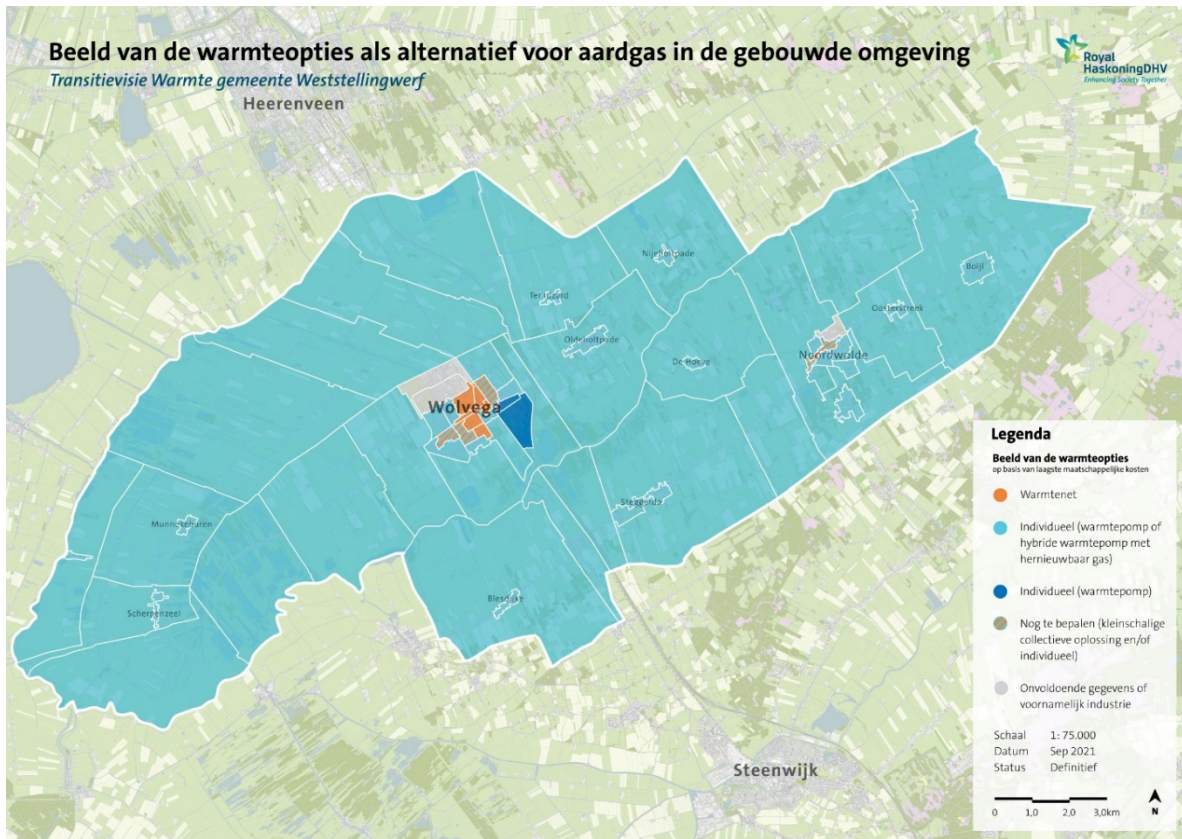 Beeld van de warmteopties als alternatief voor aardgas in de gebouwde omgeving
Transitievisie Warmte gemeente Weststellingwerf
Royal
HaskoningDHV
Enhancing Society Together
Heerenveen
Nijeholtpade
Boijl
Ter Idzard
Oosterstreek
Oldeholtpade
Noordwolde
De Hoeve
Wolvega
Steggerda
Munnekeburen
Blesdijke
Scherpenzeel
Steenwijk
Legenda
Beeld van de warmteopties
op basis van laagste maatschappelijke kosten
Warmtenet
Individueel (warmtepomp of
hybride warmtepomp met
hernieuwbaar gas)
Individueel (warmtepomp)
Nog te bepalen (kleinschalige
collectieve oplossing en/of
individueel)
Onvoldoende gegevens of
voornamelijk industrie
Schaal 1: 75.000
Datum Sep 2021
Status Definitief
0 1,0 2,0 3,0km
N